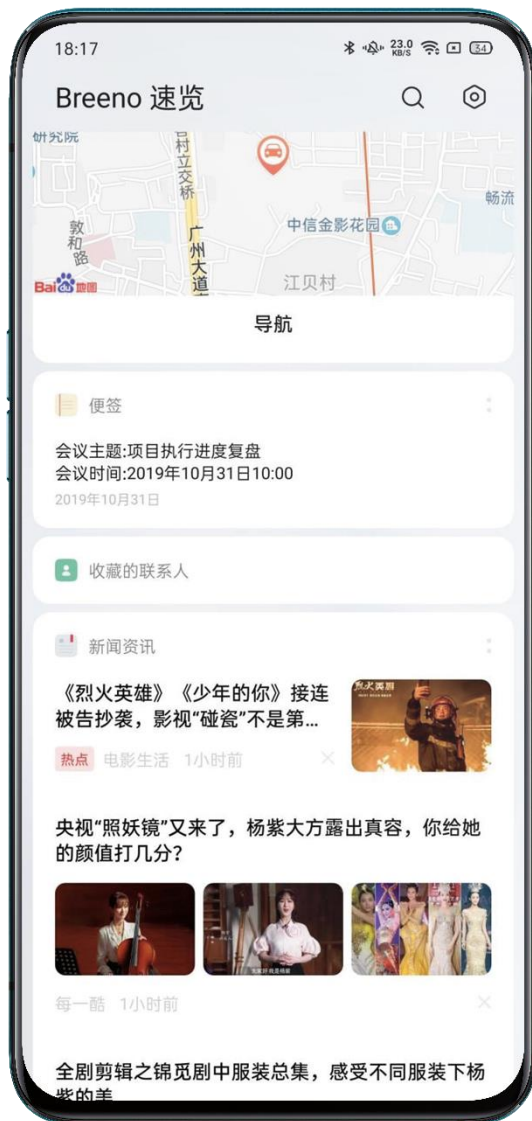 18:17
23.0
KB/S
34
Breeno 速览
研究院
村立交桥
敦和路
广州大道
中信金影花园
畅流
江贝村
Bai du 地图
导航
便签
会议主题:项目执行进度复盘
会议时间:2019年10月31日10:00
2019年10月31日
收藏的联系人
新闻资讯
《烈火英雄》《少年的你》接连
被告抄袭，影视“碰瓷”不是第...
烈火英雄
热点 电影生活 1小时前
央视“照妖镜”又来了，杨紫大方露出真容，你给她
的颜值打几分？
每一酷 1小时前
全剧剪辑之锦觅剧中服装总集，感受不同服装下杨
紫的美